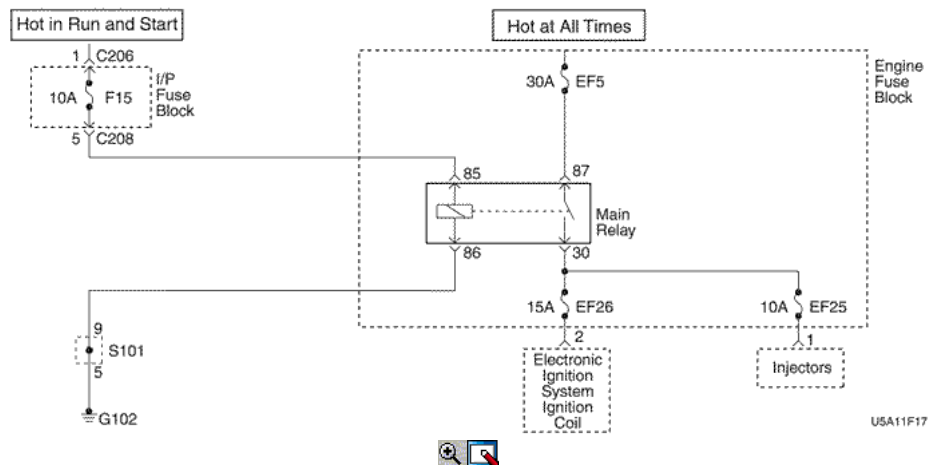 Hot in Run and Start
Hot at All Times
1 C206
I/P
Fuse
Block
10A F15
5 C208
30A EF5
Engine
Fuse
Block
85
87
Main
Relay
86
30
15A EF26
10A EF25
9
S101
5
G102
2
Electronic
Ignition
System
Ignition
Coil
1
Injectors
U5A11F17